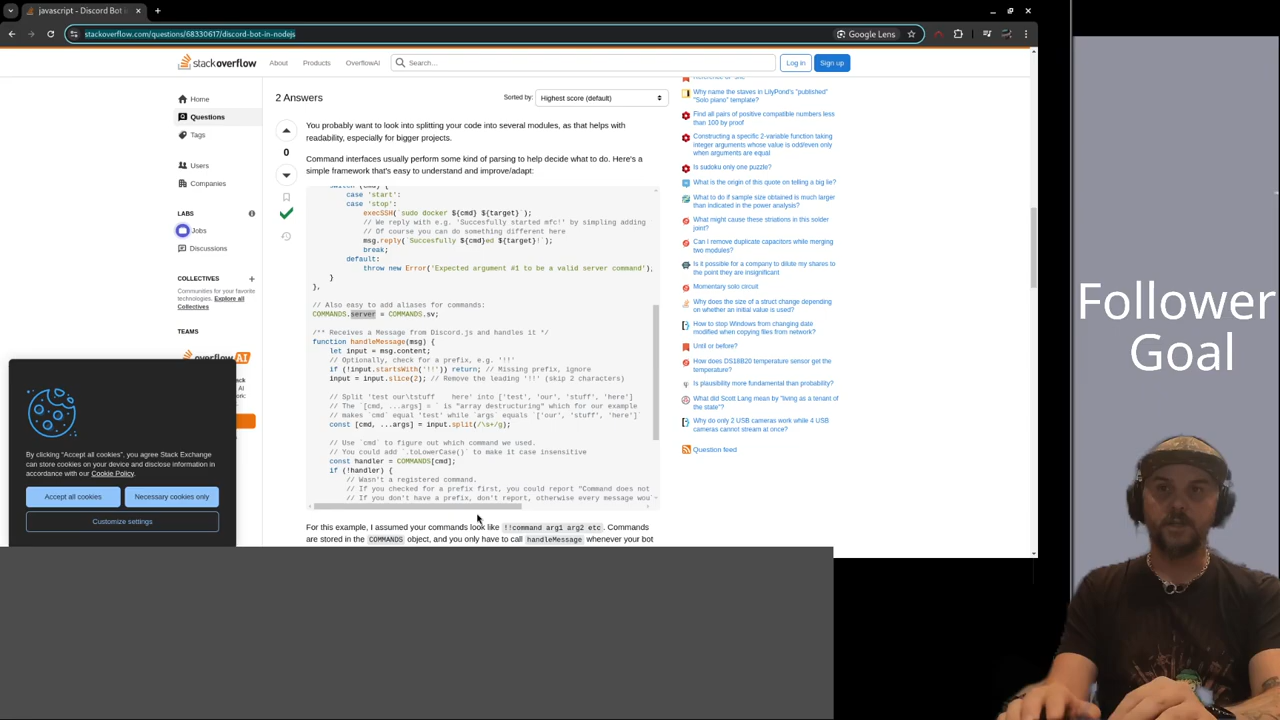 javascript - Discord Bot
stackoverflow.com/questions/68330617/discord-bot-in-nodejs
Google Lens
stackoverflow
About
Products
OverflowAI
Search…
Log in
Sign up
Home
Questions
Tags
Users
Companies
LABS
Jobs
Discussions
COLLECTIVES
Communities for your favorite
technologies. Explore all
Collectives
TEAMS
overflow AI
By clicking "Accept all cookies", you agree Stack Exchange
can store cookies on your device and disclose information in
accordance with our Cookie Policy.
Accept all cookies
Necessary cookies only
Customize settings
2 Answers
Sorted by:
Highest score (default)
0
You probably want to look into splitting your code into several modules, as that helps with
readability, especially for bigger projects.
Command interfaces usually perform some kind of parsing to help decide what to do. Here's a
simple framework that's easy to understand and improve/adapt:
switch (cmd) {
case 'start':
case 'stop':
execSSH(`sudo docker ${cmd} ${target} );
// We reply with e.g. 'Succesfully started mfc!' by simpling adding
// Of course you can do something different here
msg.reply(`Succesfully ${cmd}ed ${target}!`);
break;
default:
throw new Error('Expected argument #1 to be a valid server command'),
}
},
// Also easy to add aliases for commands:
COMMANDS.server = COMMANDS.sv;
/** Receives a Message from Discord.js and handles it */
function handleMessage(msg) {
let input = msg.content;
// Optionally, check for a prefix, e.g. '!!'
if (!input.startsWith('!!')) return; // Missing prefix, ignore
input = input.slice(2); // Remove the leading '!!' (skip 2 characters)
// Split 'test our\tstuff   here' into ['test', 'our', 'stuff', 'here']
// The `[cmd, ...args] = ` is "array destructuring" which for our example
// makes `cmd` equal 'test' while `args` equals ['our', 'stuff', 'here']
const [cmd, ...args] = input.split(/\s+/g);
// Use `cmd` to figure out which command we used.
// You could add `.toLowerCase()` to make it case insensitive
const handler = COMMANDS[cmd];
if (!handler) {
// Wasn't a registered command.
// If you checked for a prefix first, you could report "Command does not
// If you don't have a prefix, don't report, otherwise every message wou
For this example, I assumed your commands look like !!command arg1 arg2 etc. Commands
are stored in the COMMANDS object, and you only have to call handleMessage whenever your bot
Why name the staves in LilyPond's "published"
"Solo piano" template?
Find all pairs of positive compatible numbers less
than 100 by proof
Constructing a specific 2-variable function taking
integer arguments whose value is odd/even only
when arguments are equal
Is sudoku only one puzzle?
What is the origin of this quote on telling a big lie?
What to do if sample size obtained is much larger
than indicated in the power analysis?
What might cause these striations in this solder
joint?
Can I remove duplicate capacitors while merging
two modules?
Is it possible for a company to dilute my shares to
the point they are insignificant
Momentary solo circuit
Why does the size of a struct change depending
on whether an initial value is used?
How to stop Windows from changing date
modified when copying files from network?
Until or before?
How does DS18B20 temperature sensor get the
temperature?
Is plausibility more fundamental than probability?
What did Scott Lang mean by "living as a tenant of
the state"?
Why do only 2 USB cameras work while 4 USB
cameras cannot stream at once?
Question feed
Follower
Goal